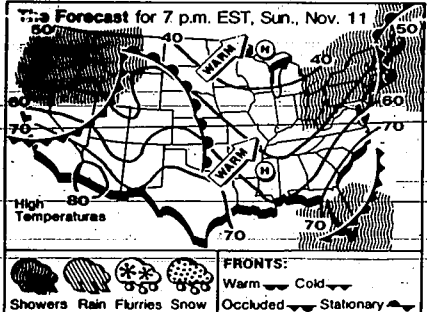 The Forecast for 7 p.m. EST, Sun., Nov. 11
50
40
WARM
H
40
50
60
70
60
70
WARM
H
80
High
Temperatures
70
70
Showers Rain Flurries Snow
FRONTS:
Warm Cold
Occluded Stationary